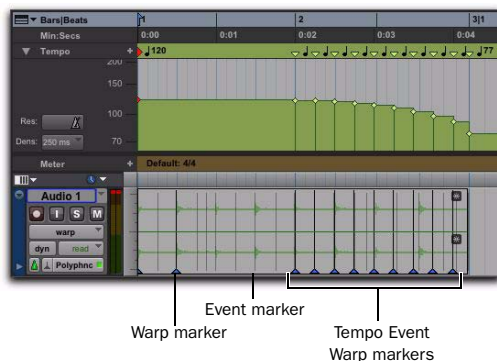 Bars|Beats 1 2 3|1
Min:Secs 0:00 0:01 0:02 0:03 0:04
Tempo + 120 77
200
150
100
70
Res:
Dens: 250 ms
Meter + Default: 4/4
Audio 1
I S M
warp
dyn read
Polyphnc
Event marker
Warp marker
Tempo Event
Warp markers